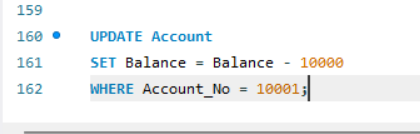 159
160 UPDATE Account
161 SET Balance = Balance - 10000
162 WHERE Account_No = 10001;